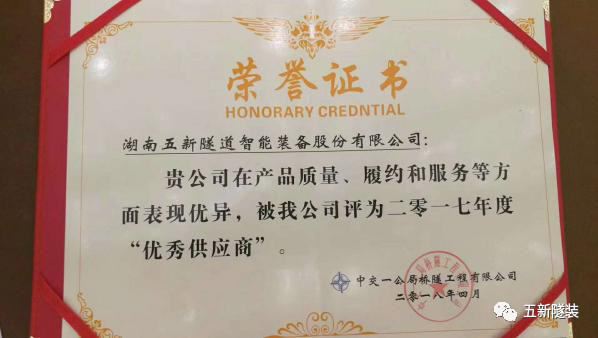 荣誉证书
HONORARY CREDNTIAL
湖南五新隧道智能装备股份有限公司:
贵公司在产品质量、履约和服务等方
面表现优异，被我公司评为二零一七年度
“优秀供应商”。
中交一公局桥隧工程有限公司
二零一八年四月
五新隧装